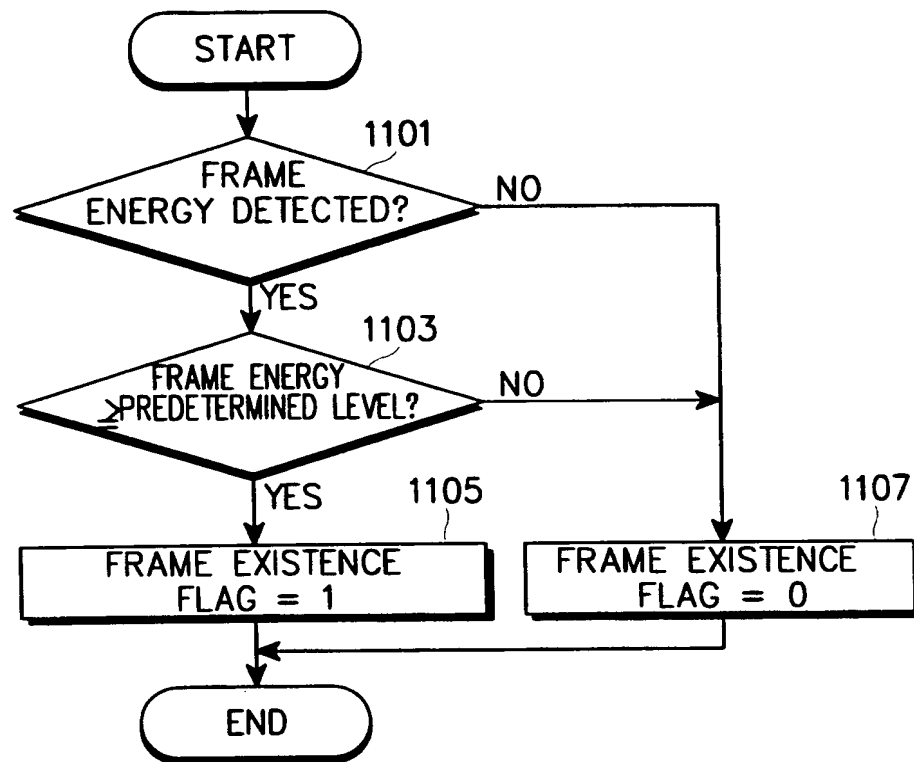 START
1101
FRAME
ENERGY DETECTED?
NO
YES
1103
FRAME ENERGY
≥PREDETERMINED LEVEL?
NO
YES
1105
FRAME EXISTENCE
FLAG = 1
1107
FRAME EXISTENCE
FLAG = 0
END